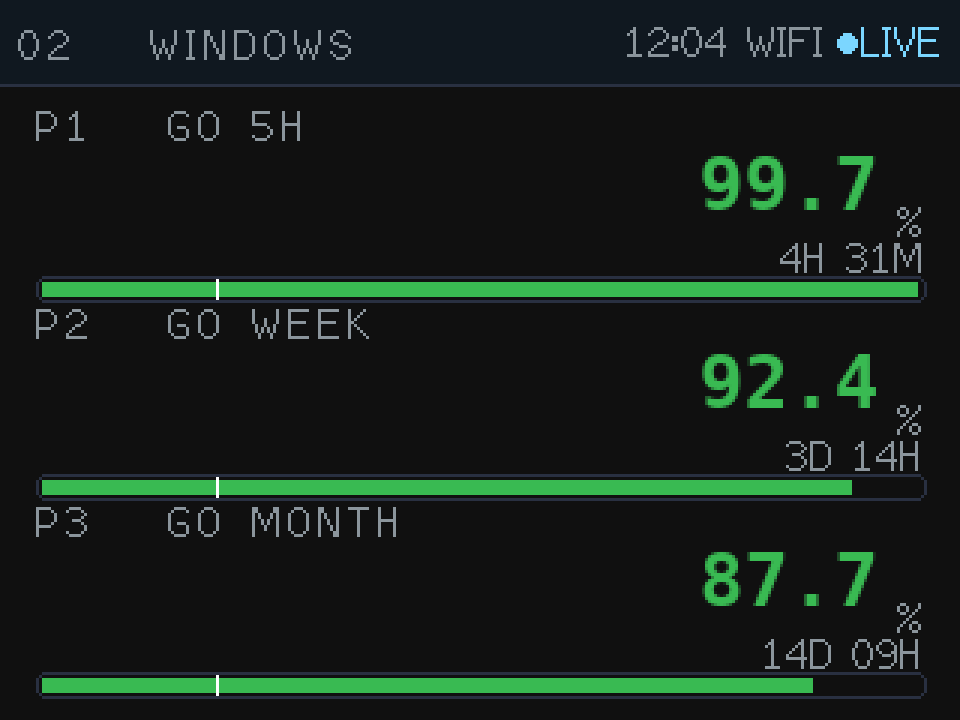 02 WINDOWS 12:04 WIFI ●LIVE
P1 GO 5H
99.7 %
4H 31M
P2 GO WEEK
92.4 %
3D 14H
P3 GO MONTH
87.7 %
14D 09H